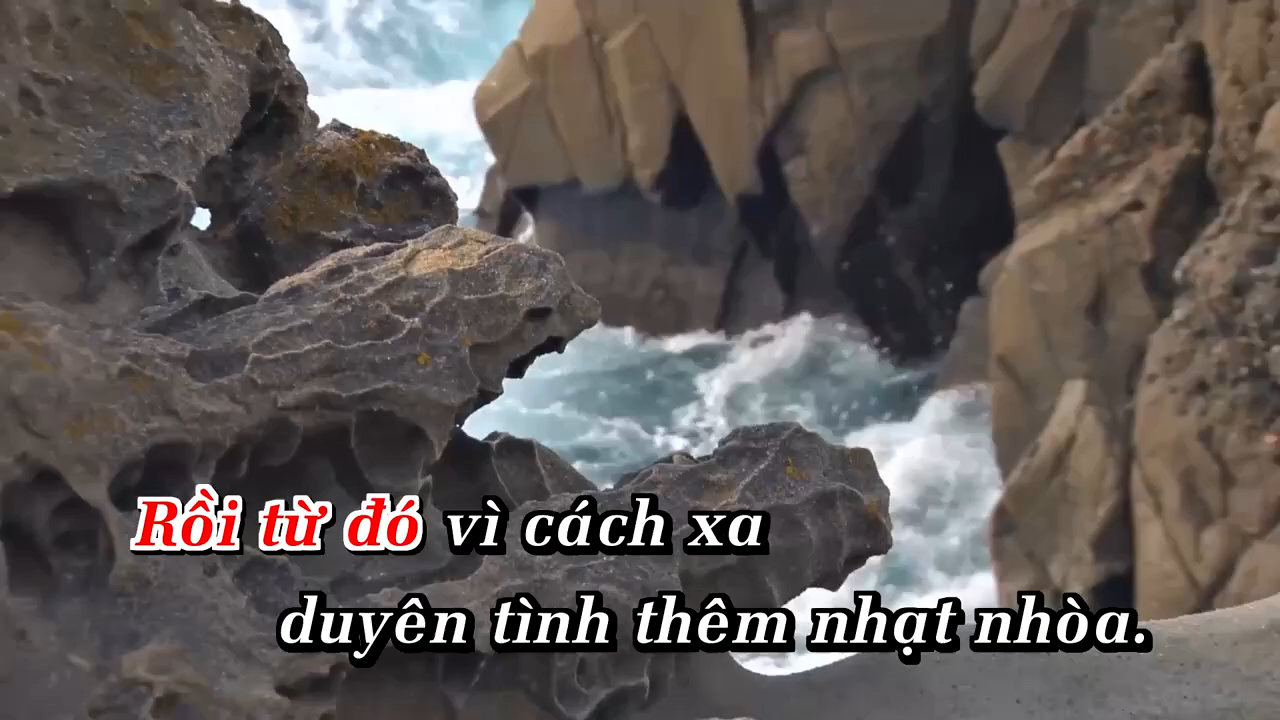 Rồi từ đó vì cách xa
duyên tình thêm nhạt nhòa.